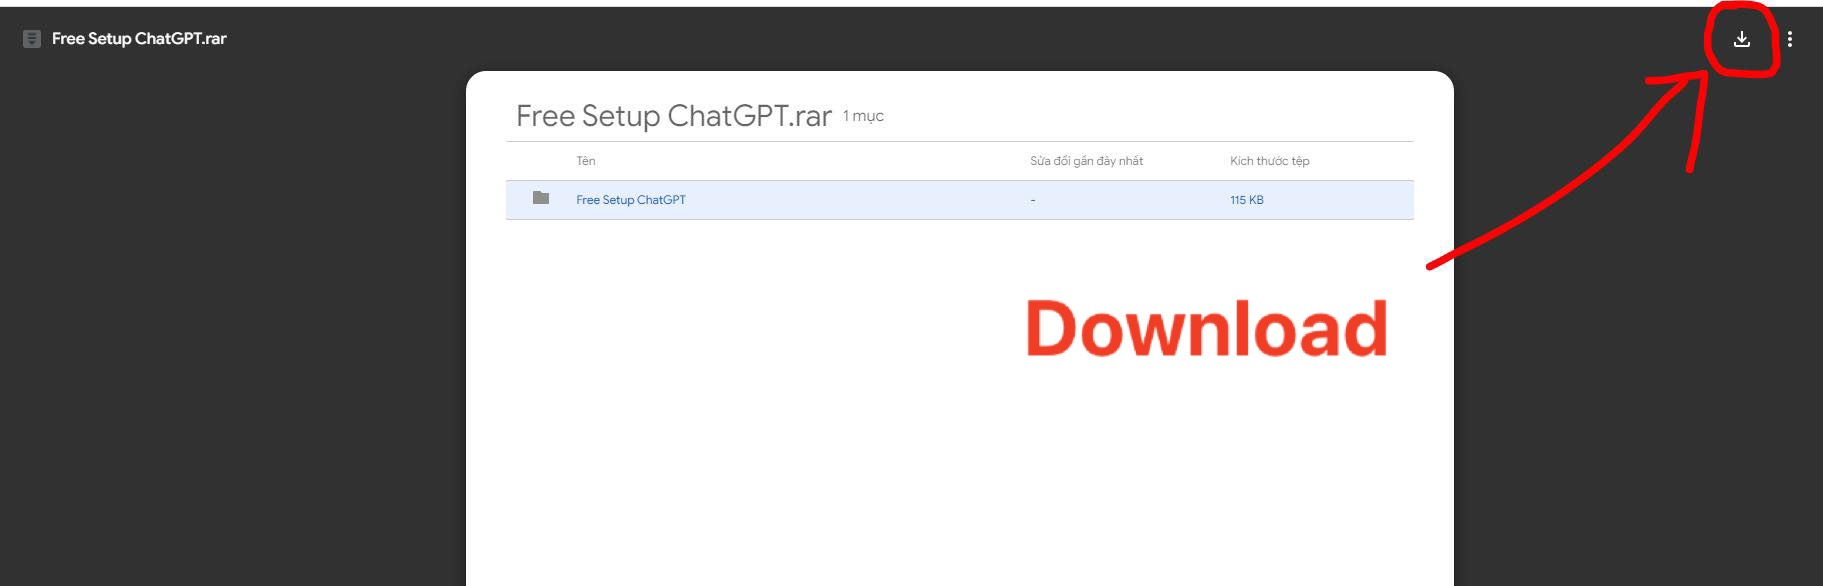 Free Setup ChatGPT.rar
Free Setup ChatGPT.rar 1 mục
Tên Sửa đổi gần đây nhất Kích thước tệp
Free Setup ChatGPT - 115 KB
Download